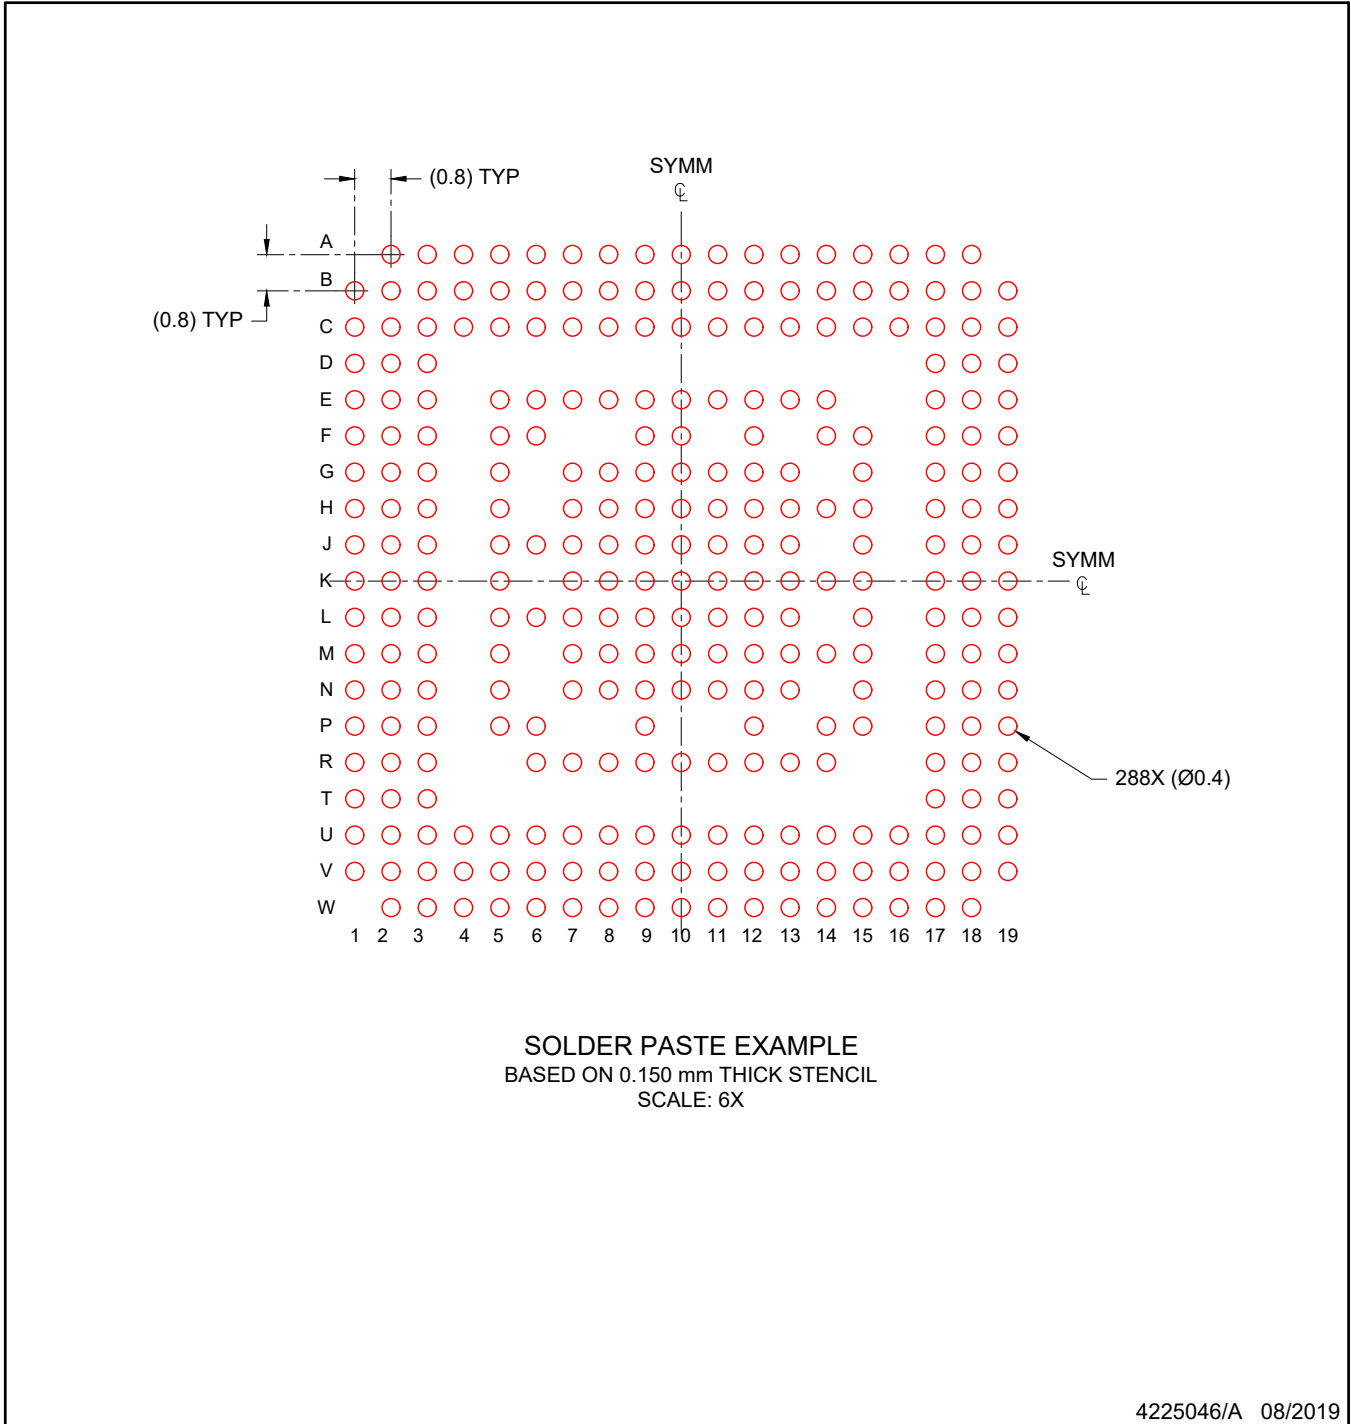 SYMM
℄
(0.8) TYP
A
B
(0.8) TYP
C
D
E
F
G
H
J
SYMM
K
℄
L
M
N
P
288X (Ø0.4)
R
T
U
V
W
1 2 3 4 5 6 7 8 9 10 11 12 13 14 15 16 17 18 19
SOLDER PASTE EXAMPLE
BASED ON 0.150 mm THICK STENCIL
SCALE: 6X
4225046/A 08/2019